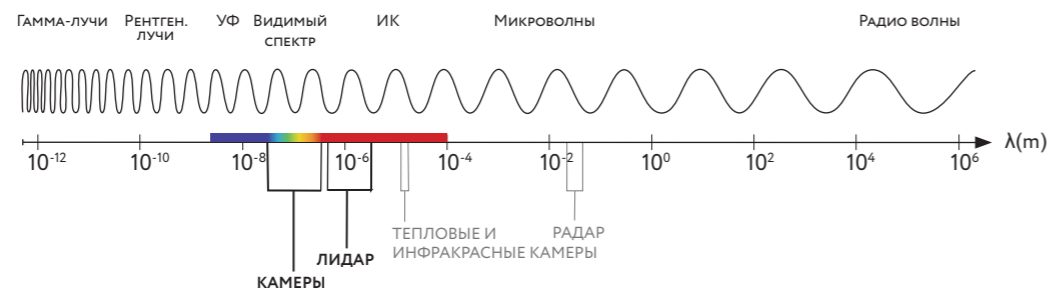 Гамма-лучи Рентген. лучи УФ Видимый спектр ИК Микроволны Радио волны
10-12 10-10 10-8 10-6 10-4 10-2 100 102 104 106 λ(m)
ТЕПЛОВЫЕ И
ИНФРАКРАСНЫЕ КАМЕРЫ
РАДАР
ЛИДАР
КАМЕРЫ